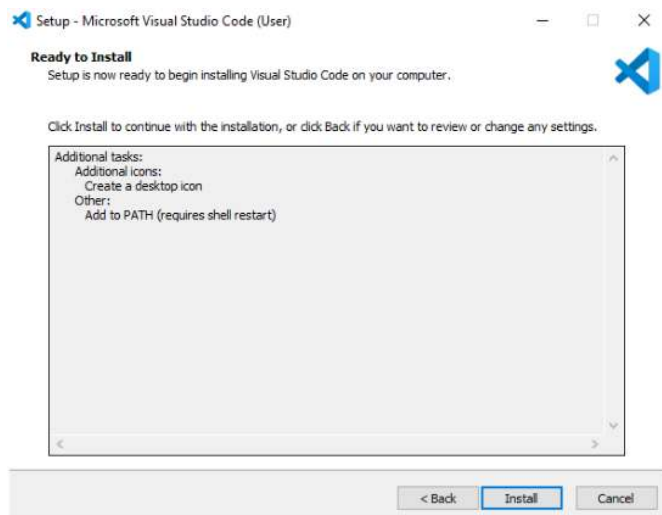 Setup - Microsoft Visual Studio Code (User)
Ready to Install
Setup is now ready to begin installing Visual Studio Code on your computer.
Click Install to continue with the installation, or click Back if you want to review or change any settings.
Additional tasks:
Additional icons:
Create a desktop icon
Other:
Add to PATH (requires shell restart)
< Back
Install
Cancel